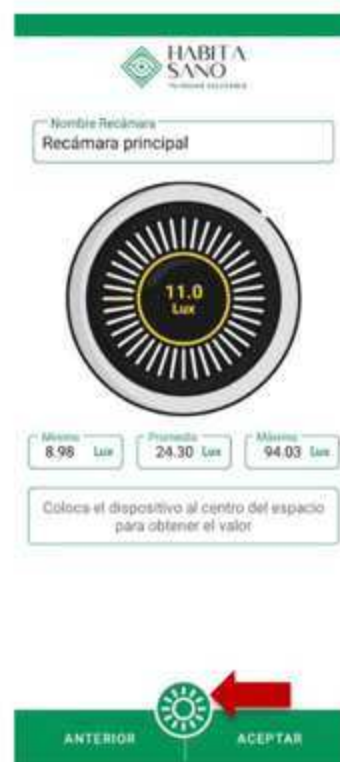 HABITA
SANO
Nombre Recámara
Recámara principal
11.0
Lux
Mínimo
8.98 Lux
Promedio
24.30 Lux
Máximo
94.03 Lux
Coloca el dispositivo al centro del espacio
para obtener el valor
ANTERIOR
ACEPTAR